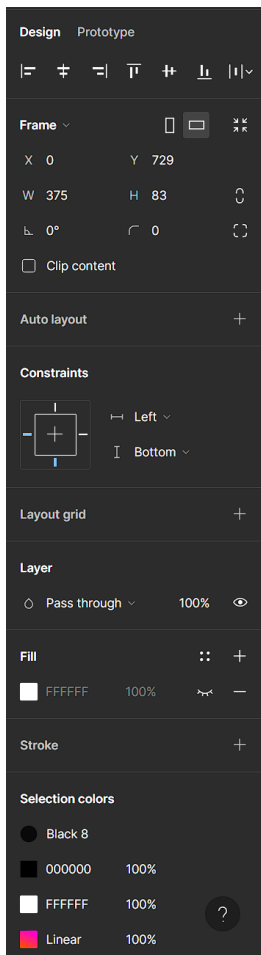 Design Prototype
Frame
X 0 Y 729
W 375 H 83
0° 0
Clip content
Auto layout
Constraints
Left
Bottom
Layout grid
Layer
Pass through 100%
Fill
FFFFFF 100%
Stroke
Selection colors
Black 8
000000 100%
FFFFFF 100%
?
Linear 100%